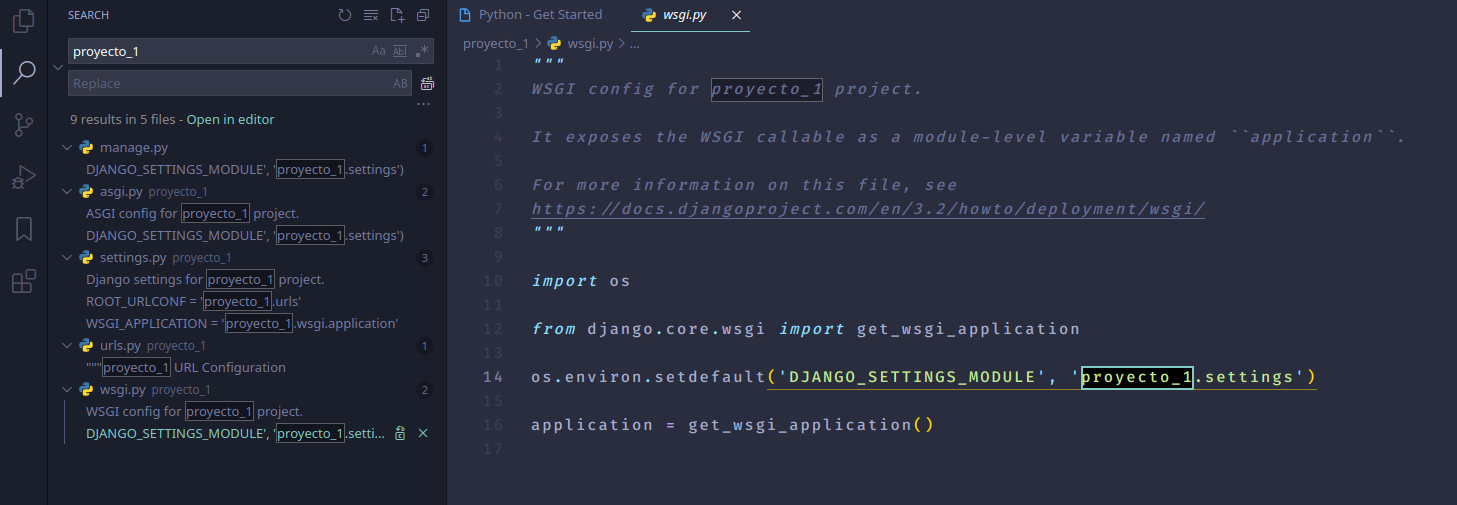 SEARCH
proyecto_1
Aa Ab
Replace
AB
9 results in 5 files - Open in editor
manage.py 1
DJANGO_SETTINGS_MODULE', 'proyecto_1.settings')
asgi.py proyecto_1 2
ASGI config for proyecto_1 project.
DJANGO_SETTINGS_MODULE', 'proyecto_1.settings')
settings.py proyecto_1 3
Django settings for proyecto_1 project.
ROOT_URLCONF = 'proyecto_1.urls'
WSGI_APPLICATION = 'proyecto_1.wsgi.application'
urls.py proyecto_1 1
"""proyecto_1 URL Configuration
wsgi.py proyecto_1 2
WSGI config for proyecto_1 project.
DJANGO_SETTINGS_MODULE', 'proyecto_1.setti...
Python - Get Started
wsgi.py
proyecto_1 > wsgi.py > ...
1 """
2 WSGI config for proyecto_1 project.
3
4 It exposes the WSGI callable as a module-level variable named ``application``.
5
6 For more information on this file, see
7 https://docs.djangoproject.com/en/3.2/howto/deployment/wsgi/
8 """
9
10 import os
11
12 from django.core.wsgi import get_wsgi_application
13
14 os.environ.setdefault('DJANGO_SETTINGS_MODULE', 'proyecto_1.settings')
15
16 application = get_wsgi_application()
17